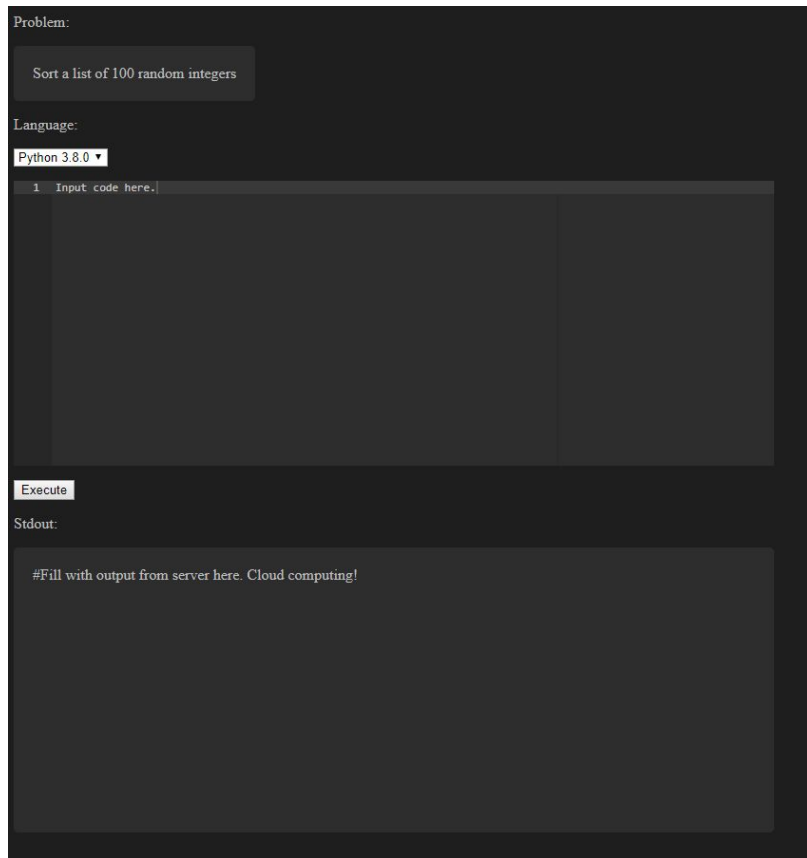 Problem:
Sort a list of 100 random integers
Language:
Python 3.8.0
1 Input code here.
Execute
Stdout:
#Fill with output from server here. Cloud computing!